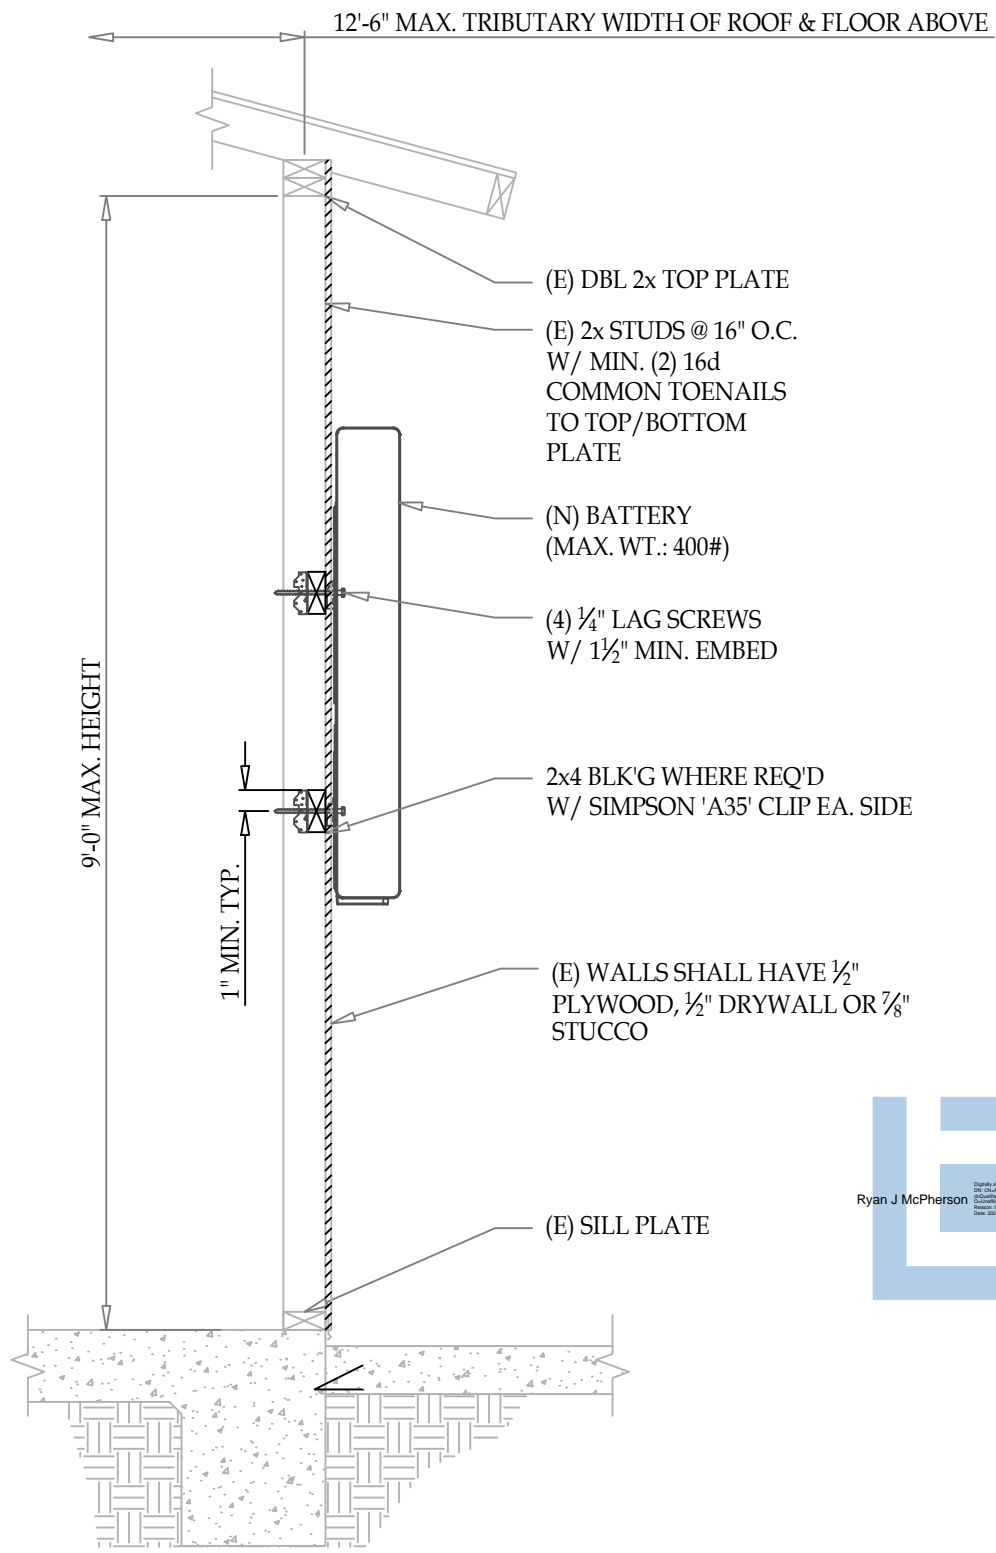 12'-6" MAX. TRIBUTARY WIDTH OF ROOF & FLOOR ABOVE
(E) DBL 2x TOP PLATE
(E) 2x STUDS @ 16" O.C.
W/ MIN. (2) 16d
COMMON TOENAILS
TO TOP/BOTTOM
PLATE
(N) BATTERY
(MAX. WT.: 400#)
(4) ¼" LAG SCREWS
W/ 1½" MIN. EMBED
9'-0" MAX. HEIGHT
2x4 BLK'G WHERE REQ'D
W/ SIMPSON 'A35' CLIP EA. SIDE
1" MIN. TYP.
(E) WALLS SHALL HAVE ½"
PLYWOOD, ½" DRYWALL OR ⅞"
STUCCO
Ryan J McPherson
(E) SILL PLATE